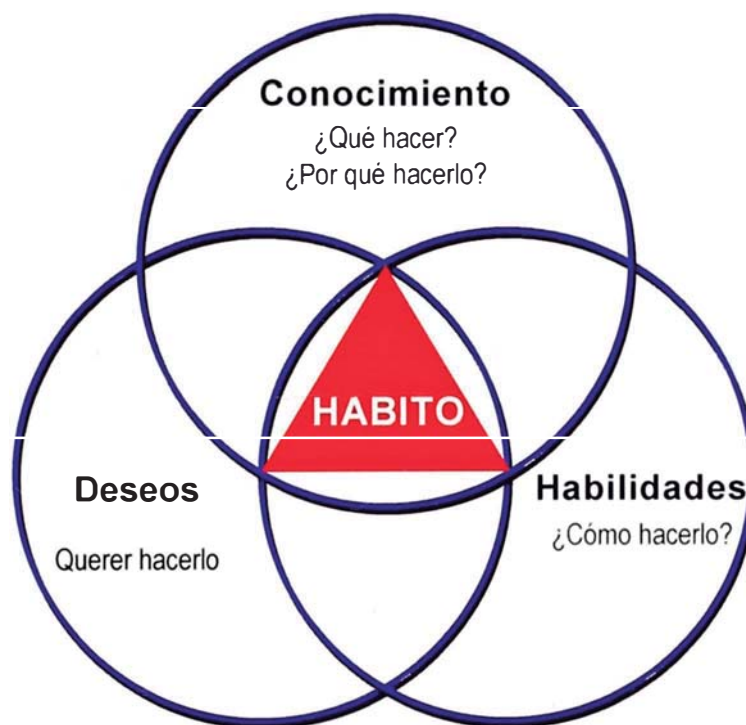 Conocimiento
¿Qué hacer?
¿Por qué hacerlo?
HABITO
Deseos
Querer hacerlo
Habilidades
¿Cómo hacerlo?